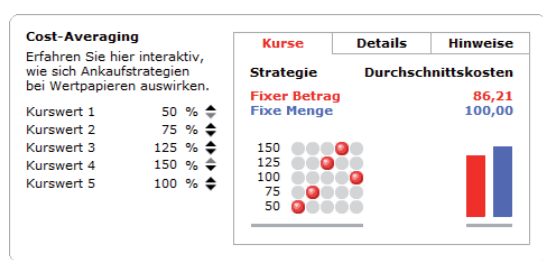 Cost-Averaging
Erfahren Sie hier interaktiv,
wie sich Ankaufstrategien
bei Wertpapieren auswirken.
Kurswert 1 50 %
Kurswert 2 75 %
Kurswert 3 125 %
Kurswert 4 150 %
Kurswert 5 100 %
Kurse Details Hinweise
Strategie Durchschnittskosten
Fixer Betrag 86,21
Fixe Menge 100,00
150
125
100
75
50